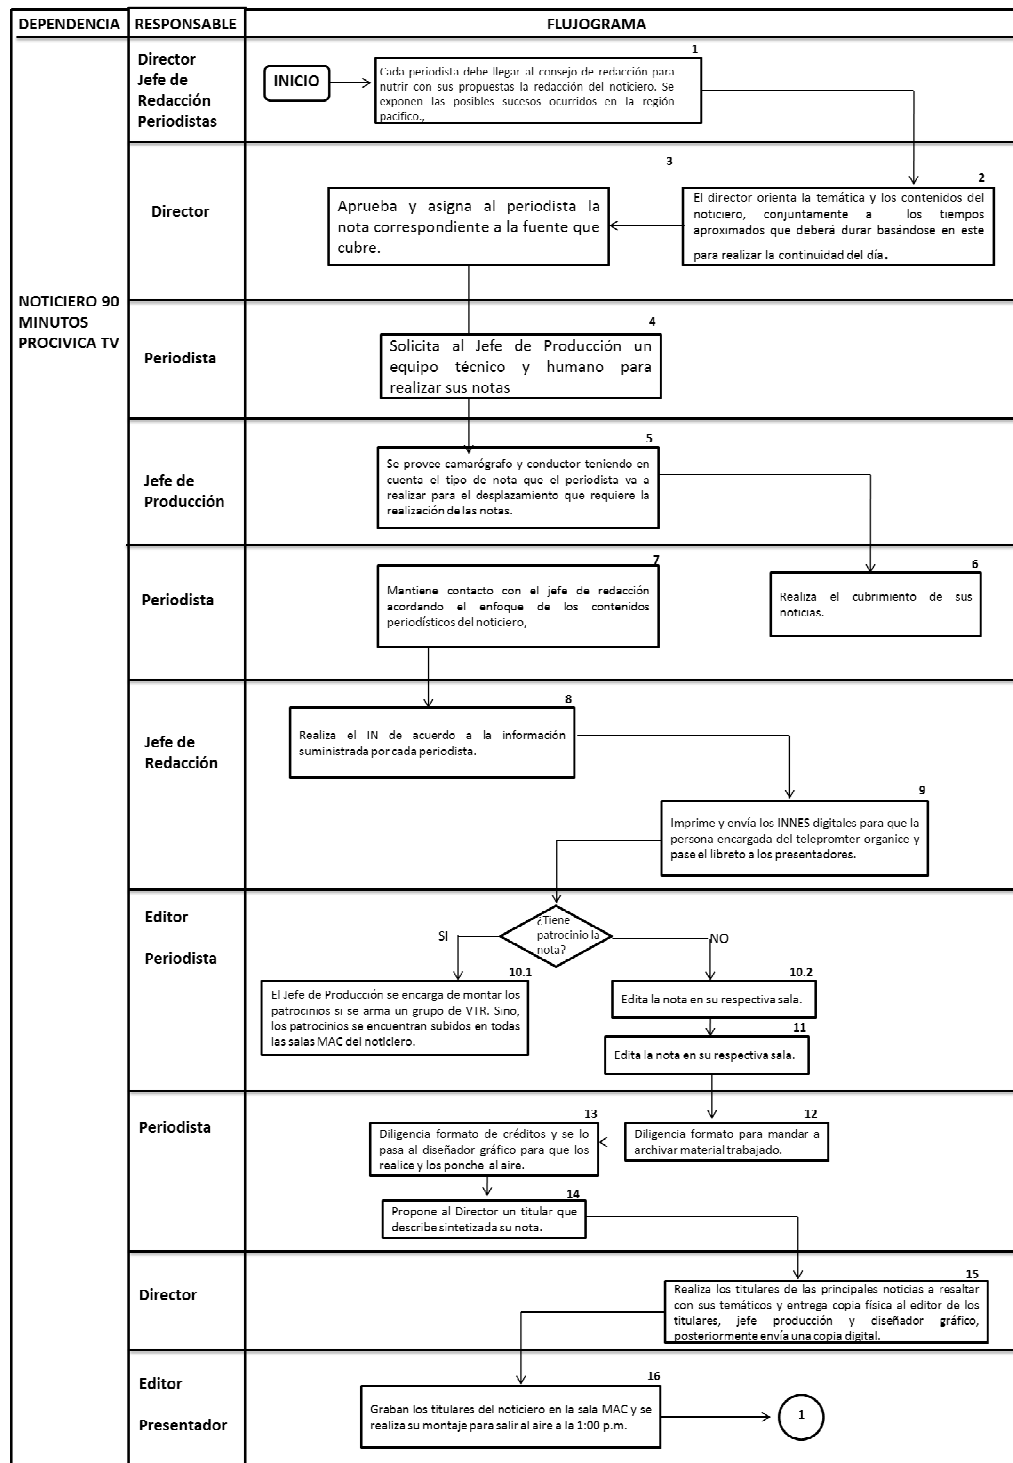 DEPENDENCIA RESPONSABLE FLUJOGRAMA
NOTICIERO 90
MINUTOS
PROCIVICA TV
Director
Jefe de
Redacción
Periodistas
INICIO
1
Cada periodista debe llegar al consejo de redacción para
nutrir con sus propuestas la redacción del noticiero. Se
exponen las posibles sucesos ocurridos en la región
pacifico.,
Director
3
Aprueba y asigna al periodista la
nota correspondiente a la fuente que
cubre.
2
El director orienta la temática y los contenidos del
noticiero, conjuntamente a los tiempos
aproximados que deberá durar basándose en este
para realizar la continuidad del día.
Periodista
4
Solicita al Jefe de Producción un
equipo técnico y humano para
realizar sus notas
Jefe de
Producción
5
Se provee camarógrafo y conductor teniendo en
cuenta el tipo de nota que el periodista va a
realizar para el desplazamiento que requiere la
realización de las notas.
Periodista
7
Mantiene contacto con el jefe de redacción
acordando el enfoque de los contenidos
periodísticos del noticiero,
6
Realiza el cubrimiento de sus
noticias.
Jefe de
Redacción
8
Realiza el IN de acuerdo a la información
suministrada por cada periodista.
9
Imprime y envía los INNES digitales para que la
persona encargada del telepromter organice y
pase el libreto a los presentadores.
Editor
Periodista
¿Tiene
patrocinio la
nota?
SI
NO
10.1
El Jefe de Producción se encarga de montar los
patrocinios si se arma un grupo de VTR. Sino,
los patrocinios se encuentran subidos en todas
las salas MAC del noticiero.
10.2
Edita la nota en su respectiva sala.
11
Edita la nota en su respectiva sala.
Periodista
13
Diligencia formato de créditos y se lo
pasa al diseñador gráfico para que los
realice y los ponche al aire.
12
Diligencia formato para mandar a
archivar material trabajado.
14
Propone al Director un titular que
describe sintetizada su nota.
Director
15
Realiza los titulares de las principales noticias a resaltar
con sus temáticos y entrega copia física al editor de los
titulares, jefe producción y diseñador gráfico,
posteriormente envía una copia digital.
Editor
Presentador
16
Graban los titulares del noticiero en la sala MAC y se
realiza su montaje para salir al aire a la 1:00 p.m.
1